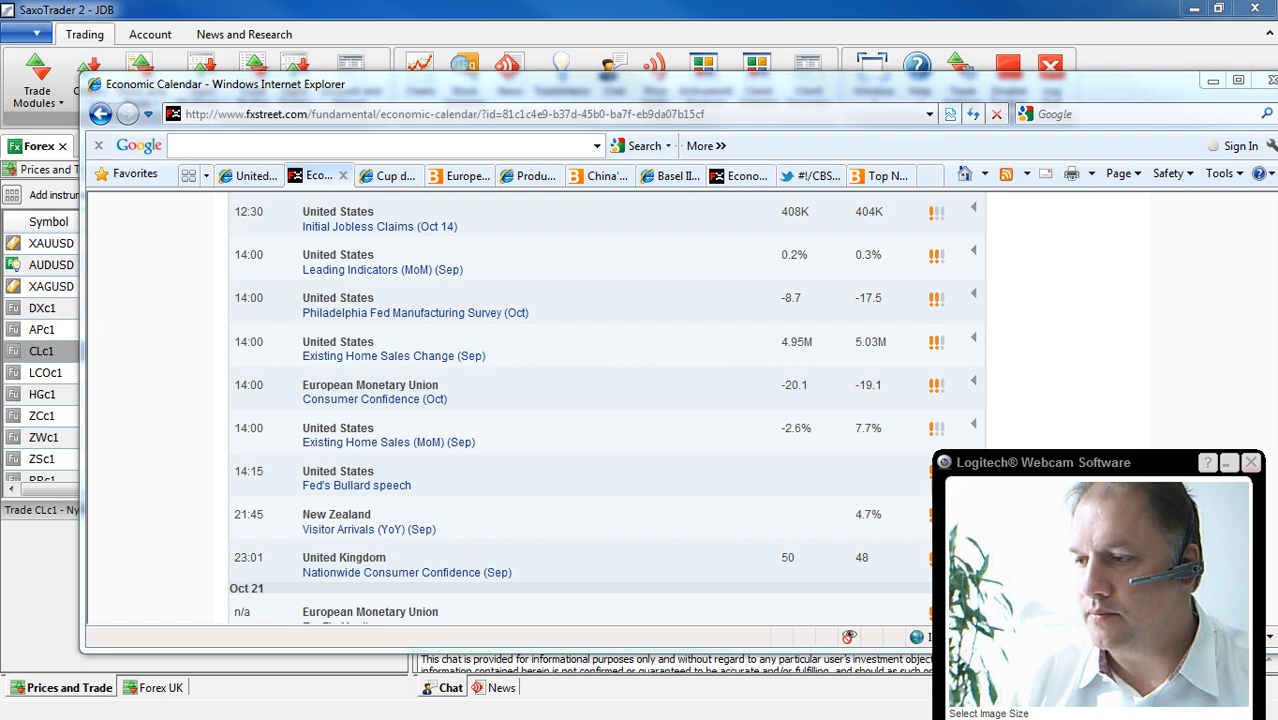 SaxoTrader 2 - JDB
Trading Account News and Research
Trade
Modules
Economic Calendar - Windows Internet Explorer
http://www.fxstreet.com/fundamental/economic-calendar/?id=81c1c4e9-b37d-45b0-ba7f-eb9da07b15cf
Google
Google Search More >> Sign In
Favorites United... Eco... Cup d... Europe... Produ... China'... Basel II... Econo... #!/CBS... Top N... Page Safety Tools
Fx Forex
Prices and
Add instrum
Symbol
XAUUSD
AUDUSD
XAGUSD
Fu DXc1
Fu APc1
Fu CLc1
Fu LCOc1
Fu HGc1
Fu ZCc1
Fu ZWc1
Fu ZSc1
Trade CLc1 - Ny
12:30 United States 408K 404K
Initial Jobless Claims (Oct 14)
14:00 United States 0.2% 0.3%
Leading Indicators (MoM) (Sep)
14:00 United States -8.7 -17.5
Philadelphia Fed Manufacturing Survey (Oct)
14:00 United States 4.95M 5.03M
Existing Home Sales Change (Sep)
14:00 European Monetary Union -20.1 -19.1
Consumer Confidence (Oct)
14:00 United States -2.6% 7.7%
Existing Home Sales (MoM) (Sep)
14:15 United States
Fed's Bullard speech
21:45 New Zealand 4.7%
Visitor Arrivals (YoY) (Sep)
23:01 United Kingdom 50 48
Nationwide Consumer Confidence (Sep)
Oct 21
n/a European Monetary Union
Logitech® Webcam Software
Select Image Size
This chat is provided for informational purposes only and without regard to any particular user's investment object
Prices and Trade Forex UK
Chat News